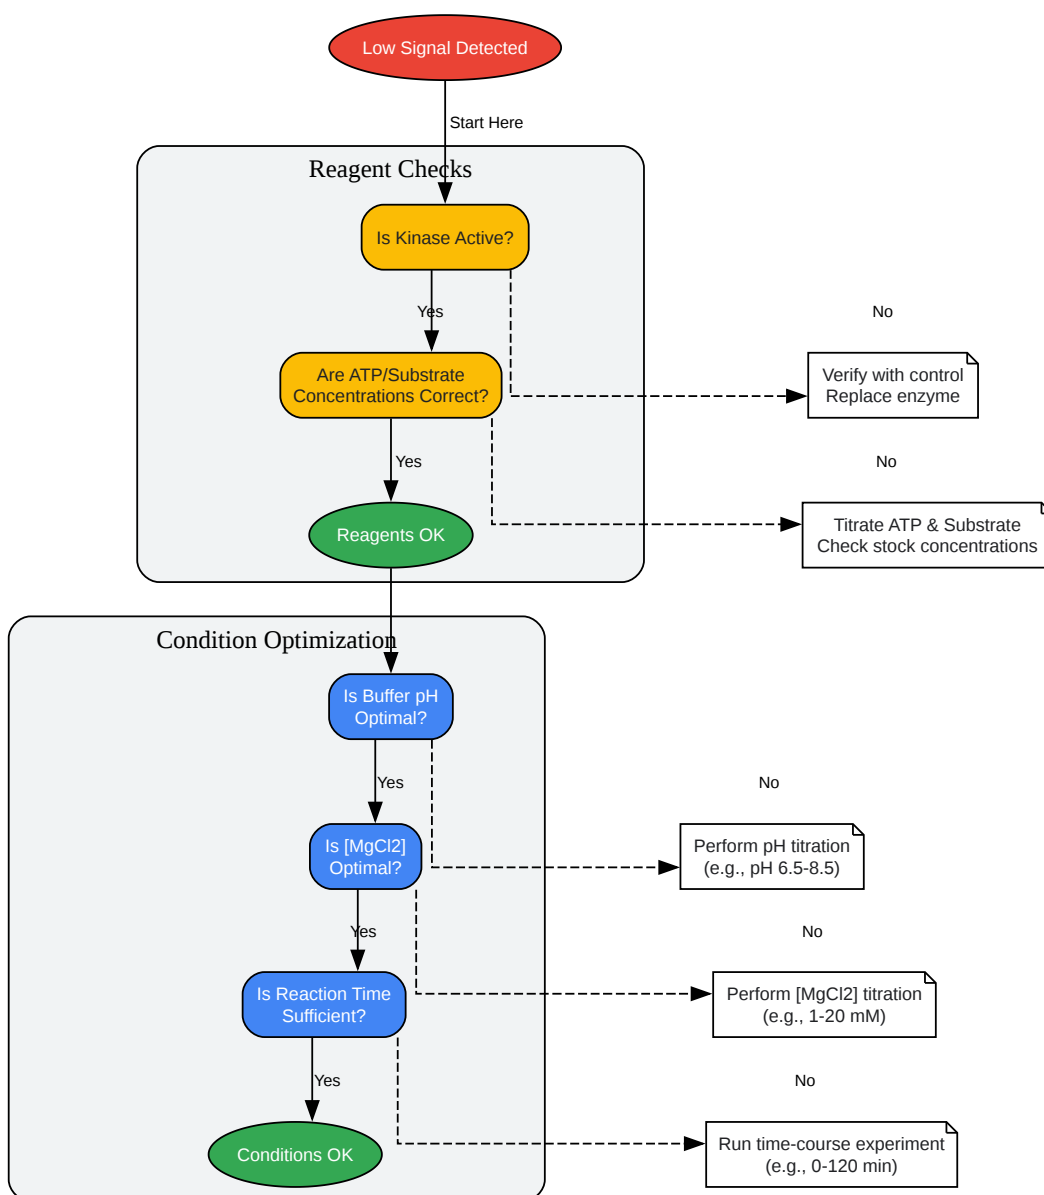 Low Signal Detected
Start Here
Reagent Checks
Is Kinase Active?
Yes
No
Are ATP/Substrate
Concentrations Correct?
Verify with control
Replace enzyme
Yes
No
Reagents OK
Titrate ATP & Substrate
Check stock concentrations
Condition Optimization
Is Buffer pH
Optimal?
Yes
No
Is [MgCl2]
Optimal?
Perform pH titration
(e.g., pH 6.5-8.5)
Yes
No
Is Reaction Time
Sufficient?
Perform [MgCl2] titration
(e.g., 1-20 mM)
Yes
No
Conditions OK
Run time-course experiment
(e.g., 0-120 min)